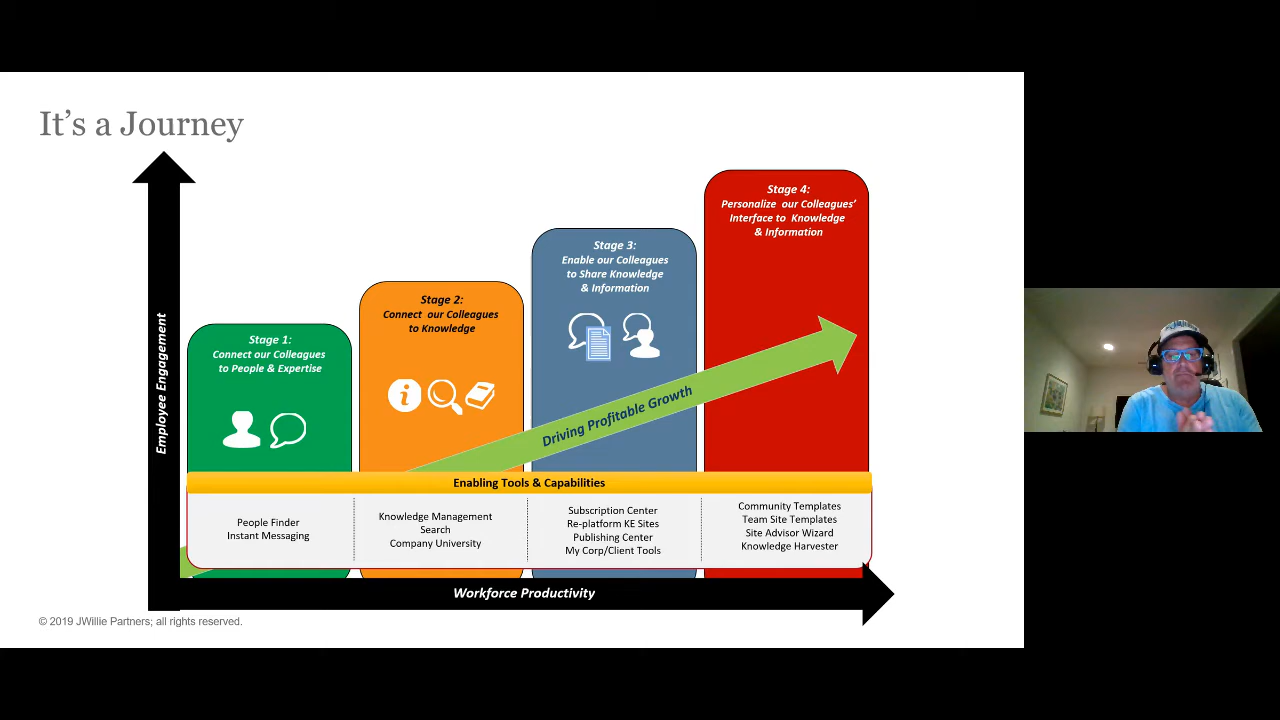 It's a Journey
Employee Engagement
Stage 1:
Connect our Colleagues
to People & Expertise
Stage 2:
Connect our Colleagues
to Knowledge
Stage 3:
Enable our Colleagues
to Share Knowledge
& Information
Stage 4:
Personalize our Colleagues'
Interface to Knowledge
& Information
Driving Profitable Growth
Enabling Tools & Capabilities
People Finder
Instant Messaging
Knowledge Management
Search
Company University
Subscription Center
Re-platform KE Sites
Publishing Center
My Corp/Client Tools
Community Templates
Team Site Templates
Site Advisor Wizard
Knowledge Harvester
Workforce Productivity
© 2019 JWillie Partners; all rights reserved.